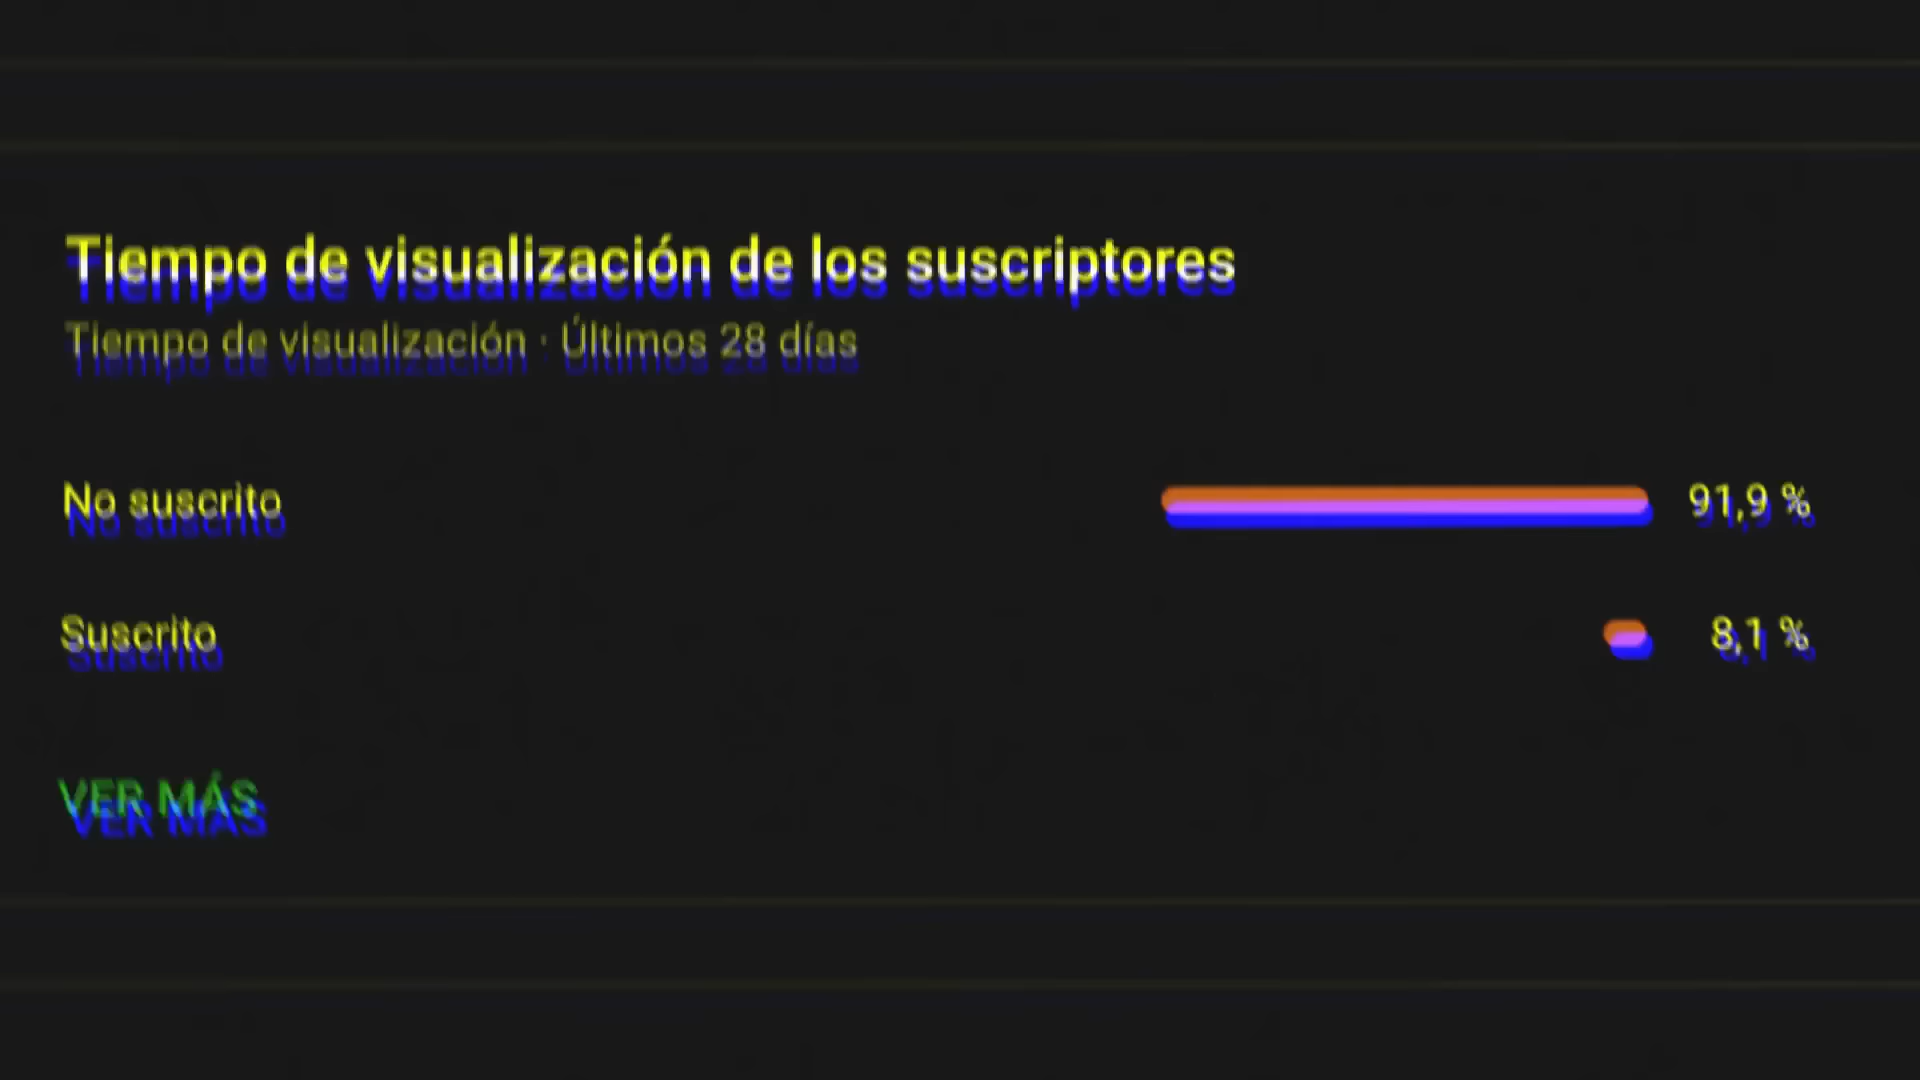 Tiempo de visualización de los suscriptores
Tiempo de visualización · Últimos 28 días
No suscrito 91,9 %
Suscrito 8,1 %
VER MÁS